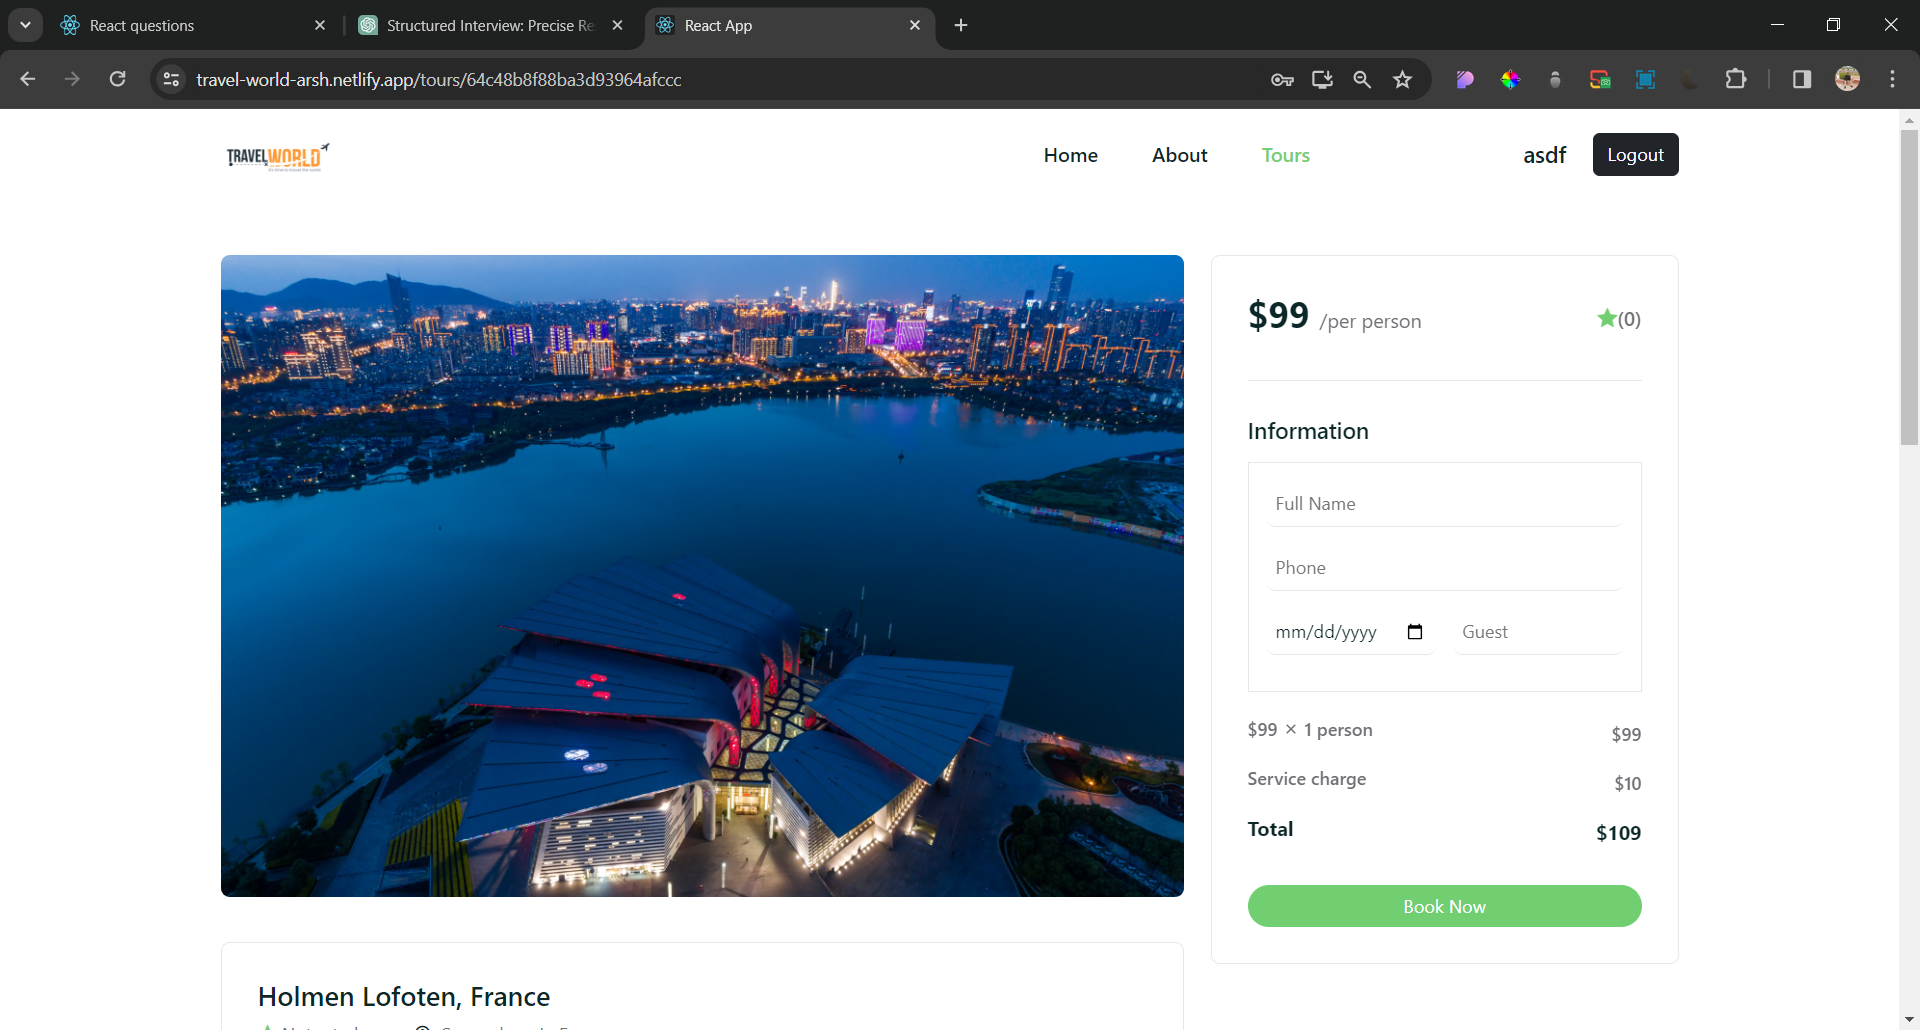 React questions
Structured Interview: Precise Re
React App
travel-world-arsh.netlify.app/tours/64c48b8f88ba3d93964afccc
TRAVELWORLD
Home
About
Tours
asdf
Logout
$99 /per person
(0)
Information
Full Name
Phone
mm/dd/yyyy
Guest
$99 × 1 person
$99
Service charge
$10
Total
$109
Book Now
Holmen Lofoten, France